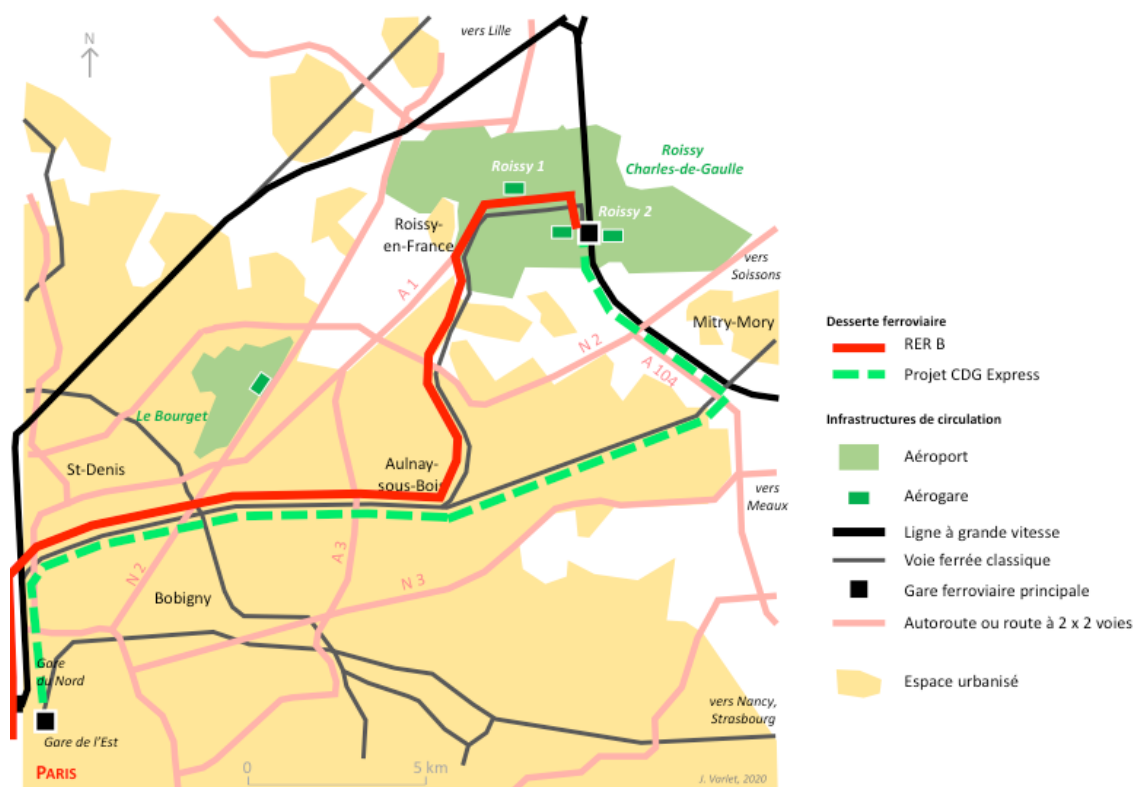 vers Lille
N
Roissy 1
Roissy
Charles-de-Gaulle
Roissy 2
Roissy-
en-France
vers
Soissons
A 1
Mitry-Mory
N 2
A 104
Le Bourget
St-Denis
Aulnay-
sous-Bois
vers
Meaux
A 3
N 2
N 3
Bobigny
Gare
du Nord
vers Nancy,
Strasbourg
Gare de l'Est
PARIS
0
5 km
J. Varlet, 2020
Desserte ferroviaire
RER B
Projet CDG Express
Infrastructures de circulation
Aéroport
Aérogare
Ligne à grande vitesse
Voie ferrée classique
Gare ferroviaire principale
Autoroute ou route à 2 x 2 voies
Espace urbanisé